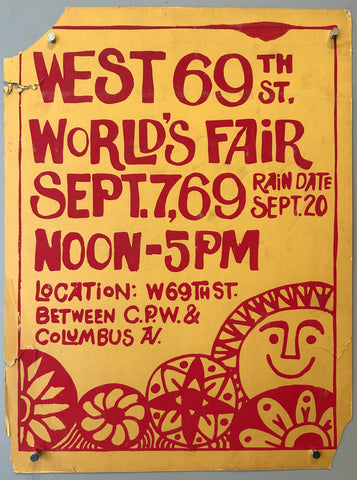 WEST 69TH ST.
WORLD'S FAIR
SEPT.7,69 RAIN DATE SEPT.20
NOON-5PM
LOCATION: W69TH ST.
BETWEEN C.P.W. &
COLUMBUS AV.